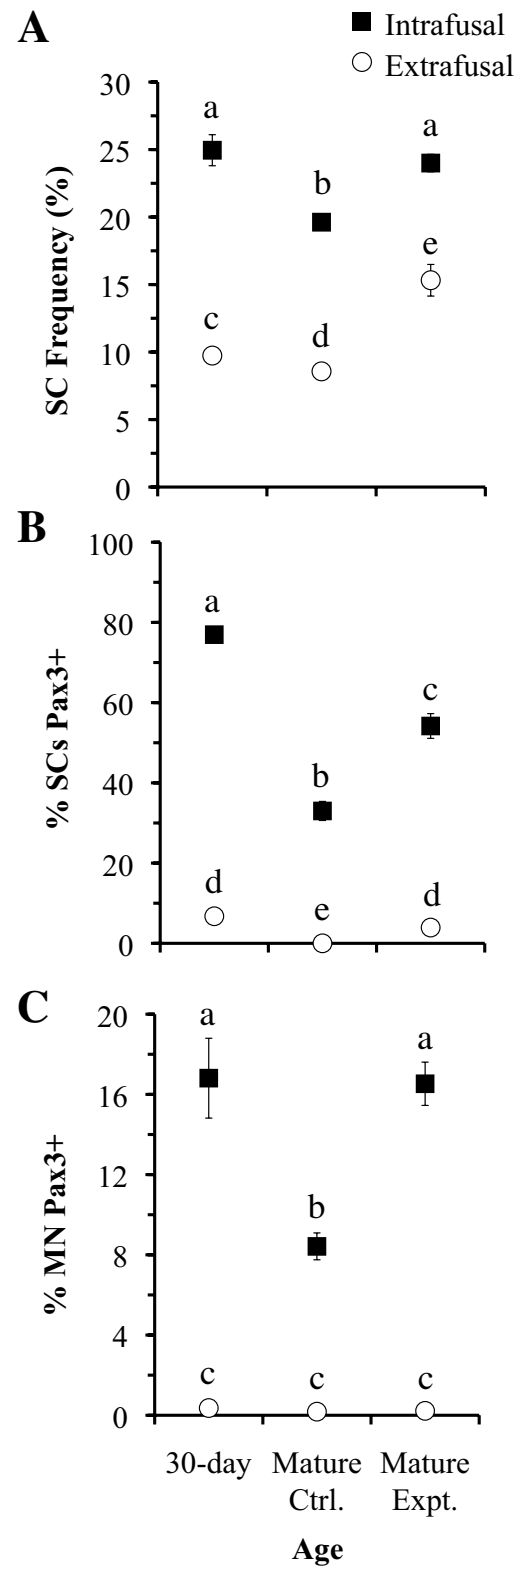 A
Intrafusal
Extrafusal
30
25
20
15
10
5
0
SC Frequency (%)
a
b
a
c
d
e
B
100
80
60
40
20
0
% SCs Pax3+
a
b
c
d
e
d
C
20
16
12
8
4
0
% MN Pax3+
a
b
a
c
c
c
30-day
Mature
Ctrl.
Mature
Expt.
Age